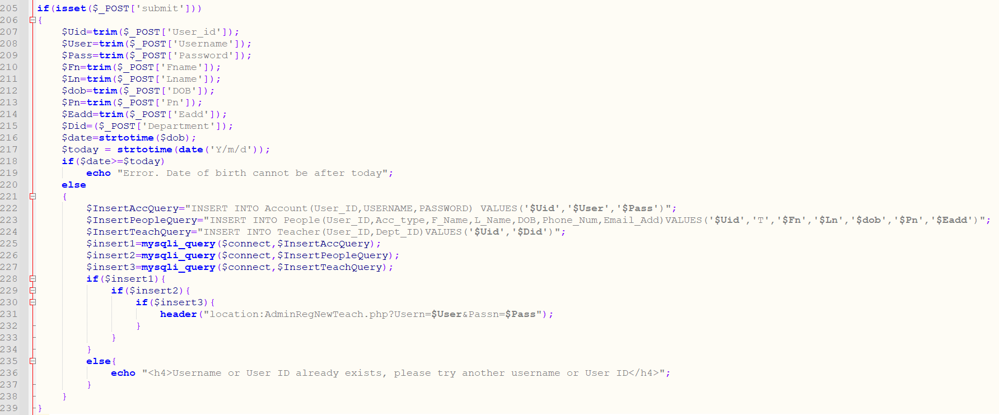 205 if(isset($_POST['submit']))
206 {
207 $Uid=trim($_POST['User_id']);
208 $User=trim($_POST['Username']);
209 $Pass=trim($_POST['Password']);
210 $Fn=trim($_POST['Fname']);
211 $Ln=trim($_POST['Lname']);
212 $dob=trim($_POST['DOB']);
213 $Pn=trim($_POST['Pn']);
214 $Eadd=trim($_POST['Eadd']);
215 $Did=($_POST['Department']);
216 $date=strtotime($dob);
217 $today = strtotime(date('Y/m/d'));
218 if($date>=$today)
219 echo "Error. Date of birth cannot be after today";
220 else
221 {
222 $InsertAccQuery="INSERT INTO Account(User_ID,USERNAME,PASSWORD) VALUES('$Uid','$User','$Pass')";
223 $InsertPeopleQuery="INSERT INTO People(User_ID,Acc_type,F_Name,L_Name,DOB,Phone_Num,Email_Add)VALUES('$Uid','T','$Fn','$Ln','$dob','$Pn','$Eadd')";
224 $InsertTeachQuery="INSERT INTO Teacher(User_ID,Dept_ID)VALUES('$Uid','$Did')";
225 $insert1=mysqli_query($connect,$InsertAccQuery);
226 $insert2=mysqli_query($connect,$InsertPeopleQuery);
227 $insert3=mysqli_query($connect,$InsertTeachQuery);
228 if($insert1){
229 if($insert2){
230 if($insert3){
231 header("location:AdminRegNewTeach.php?Usern=$User&Passn=$Pass");
232 }
233 }
234 }
235 else{
236 echo "<h4>Username or User ID already exists, please try another username or User ID</h4>";
237 }
238 }
239 }